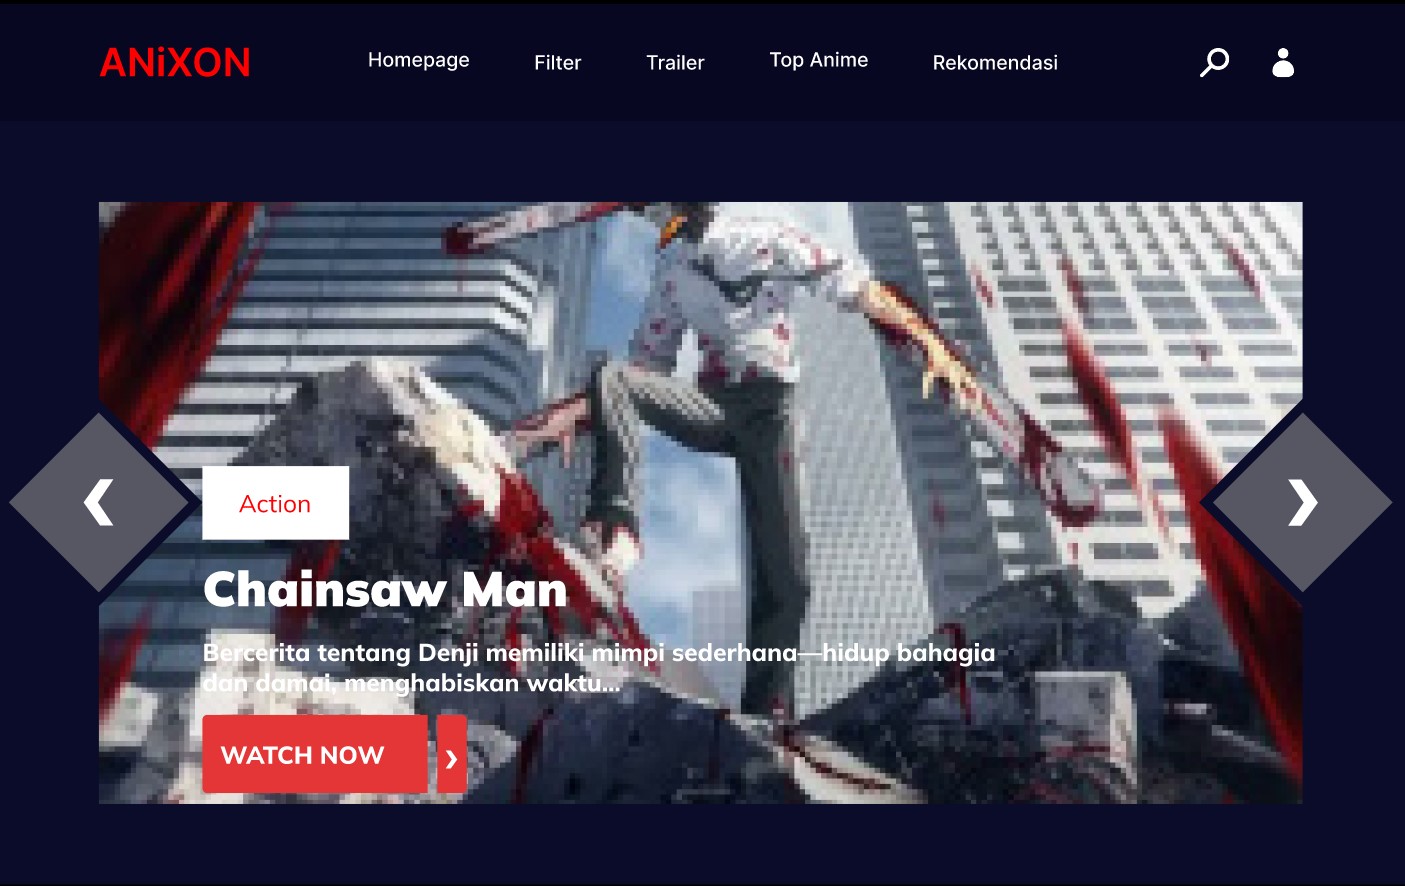 ANiXON
Homepage
Filter
Trailer
Top Anime
Rekomendasi
Action
Chainsaw Man
Bercerita tentang Denji memiliki mimpi sederhana—hidup bahagia
dan damai, menghabiskan waktu...
WATCH NOW